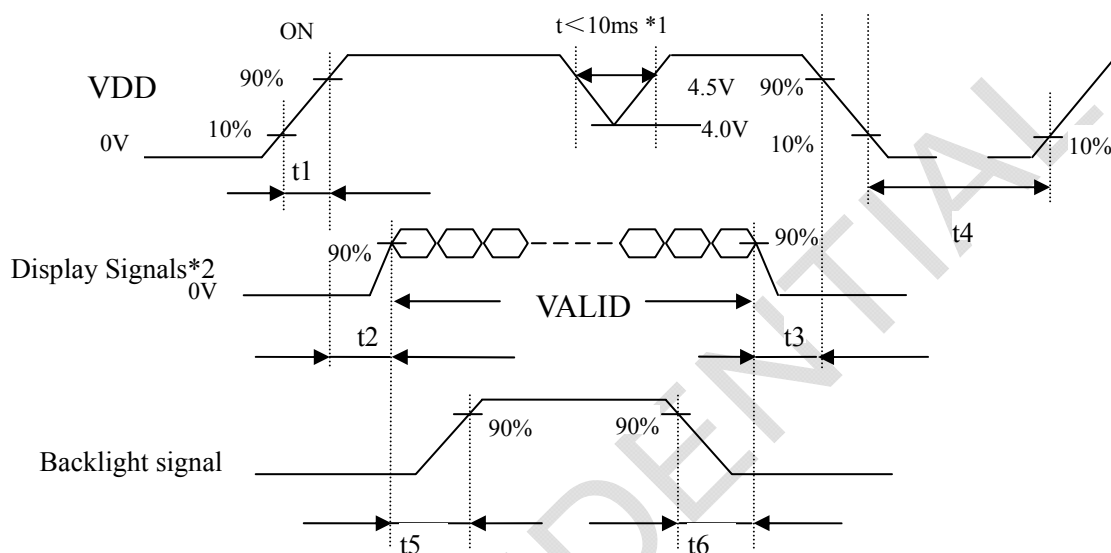 t＜10ms *1
ON
90%
VDD
4.5V
90%
10%
0V
4.0V
10%
10%
t1
t4
90%
90%
Display Signals*2
0V
VALID
t2
t3
90%
90%
Backlight signal
t5
t6
DENTIAL